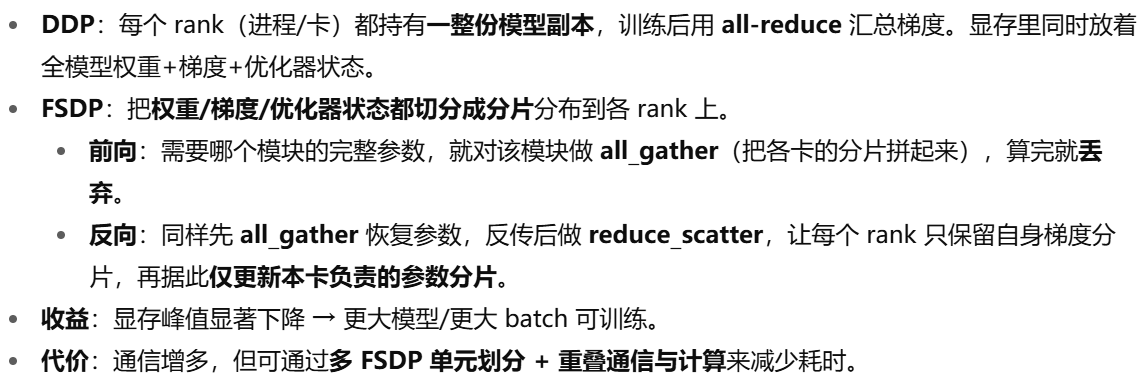 DDP：每个 rank（进程/卡）都持有一整份模型副本，训练后用 all-reduce 汇总梯度。显存里同时放着
全模型权重+梯度+优化器状态。
FSDP：把权重/梯度/优化器状态都切分成分片分布到各 rank 上。
前向：需要哪个模块的完整参数，就对该模块做 all_gather（把各卡的分片拼起来），算完就丢
弃。
反向：同样先 all_gather 恢复参数，反传后做 reduce_scatter，让每个 rank 只保留自身梯度分
片，再据此仅更新本卡负责的参数分片。
收益：显存峰值显著下降 → 更大模型/更大 batch 可训练。
代价：通信增多，但可通过多 FSDP 单元划分 + 重叠通信与计算来减少耗时。